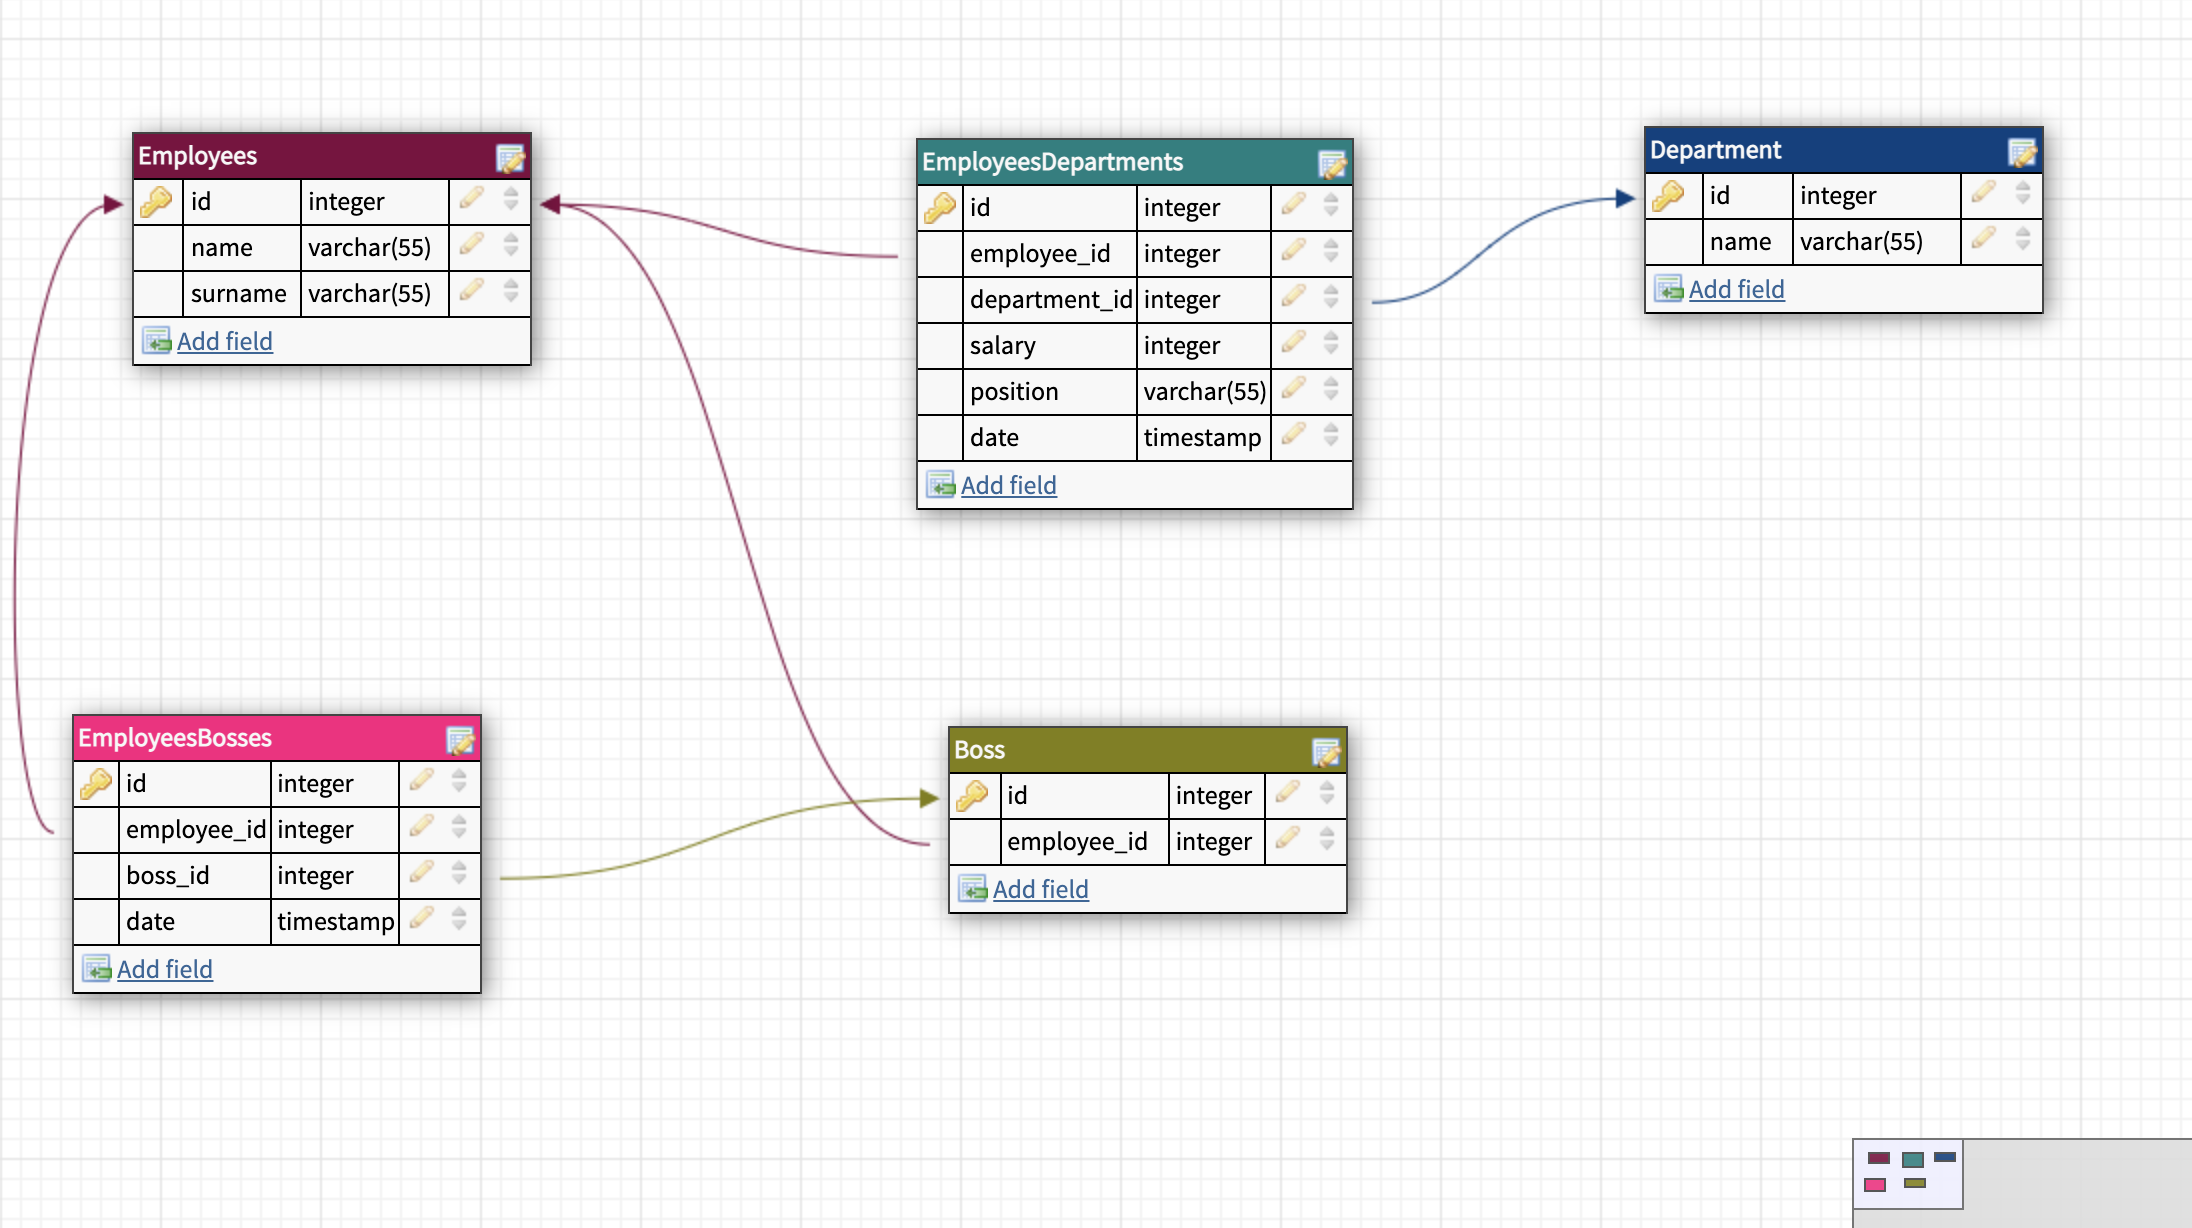 Employees
id integer
name varchar(55)
surname varchar(55)
Add field
EmployeesDepartments
id integer
employee_id integer
department_id integer
salary integer
position varchar(55)
date timestamp
Add field
Department
id integer
name varchar(55)
Add field
EmployeesBosses
id integer
employee_id integer
boss_id integer
date timestamp
Add field
Boss
id integer
employee_id integer
Add field